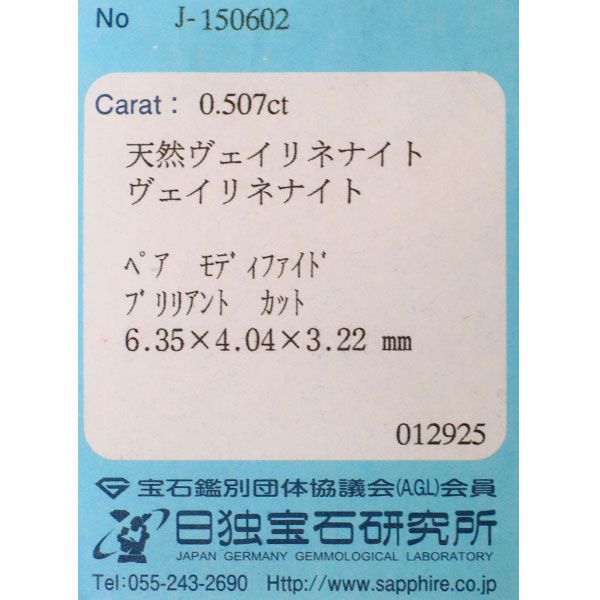 No J-150602
Carat： 0.507ct
天然ヴェイリネナイト
ヴェイリネナイト
ﾍﾟｱ ﾓﾃﾞｨﾌｧｲﾄﾞ
ﾌﾞﾘﾘｱﾝﾄ ｶｯﾄ
6.35×4.04×3.22 mm
012925
宝石鑑別団体協議会(A.G.L)会員
日独宝石研究所
JAPAN GERMANY GEMMOLOGICAL LABORATORY
Tel:055-243-2690 Http://www.sapphire.co.jp